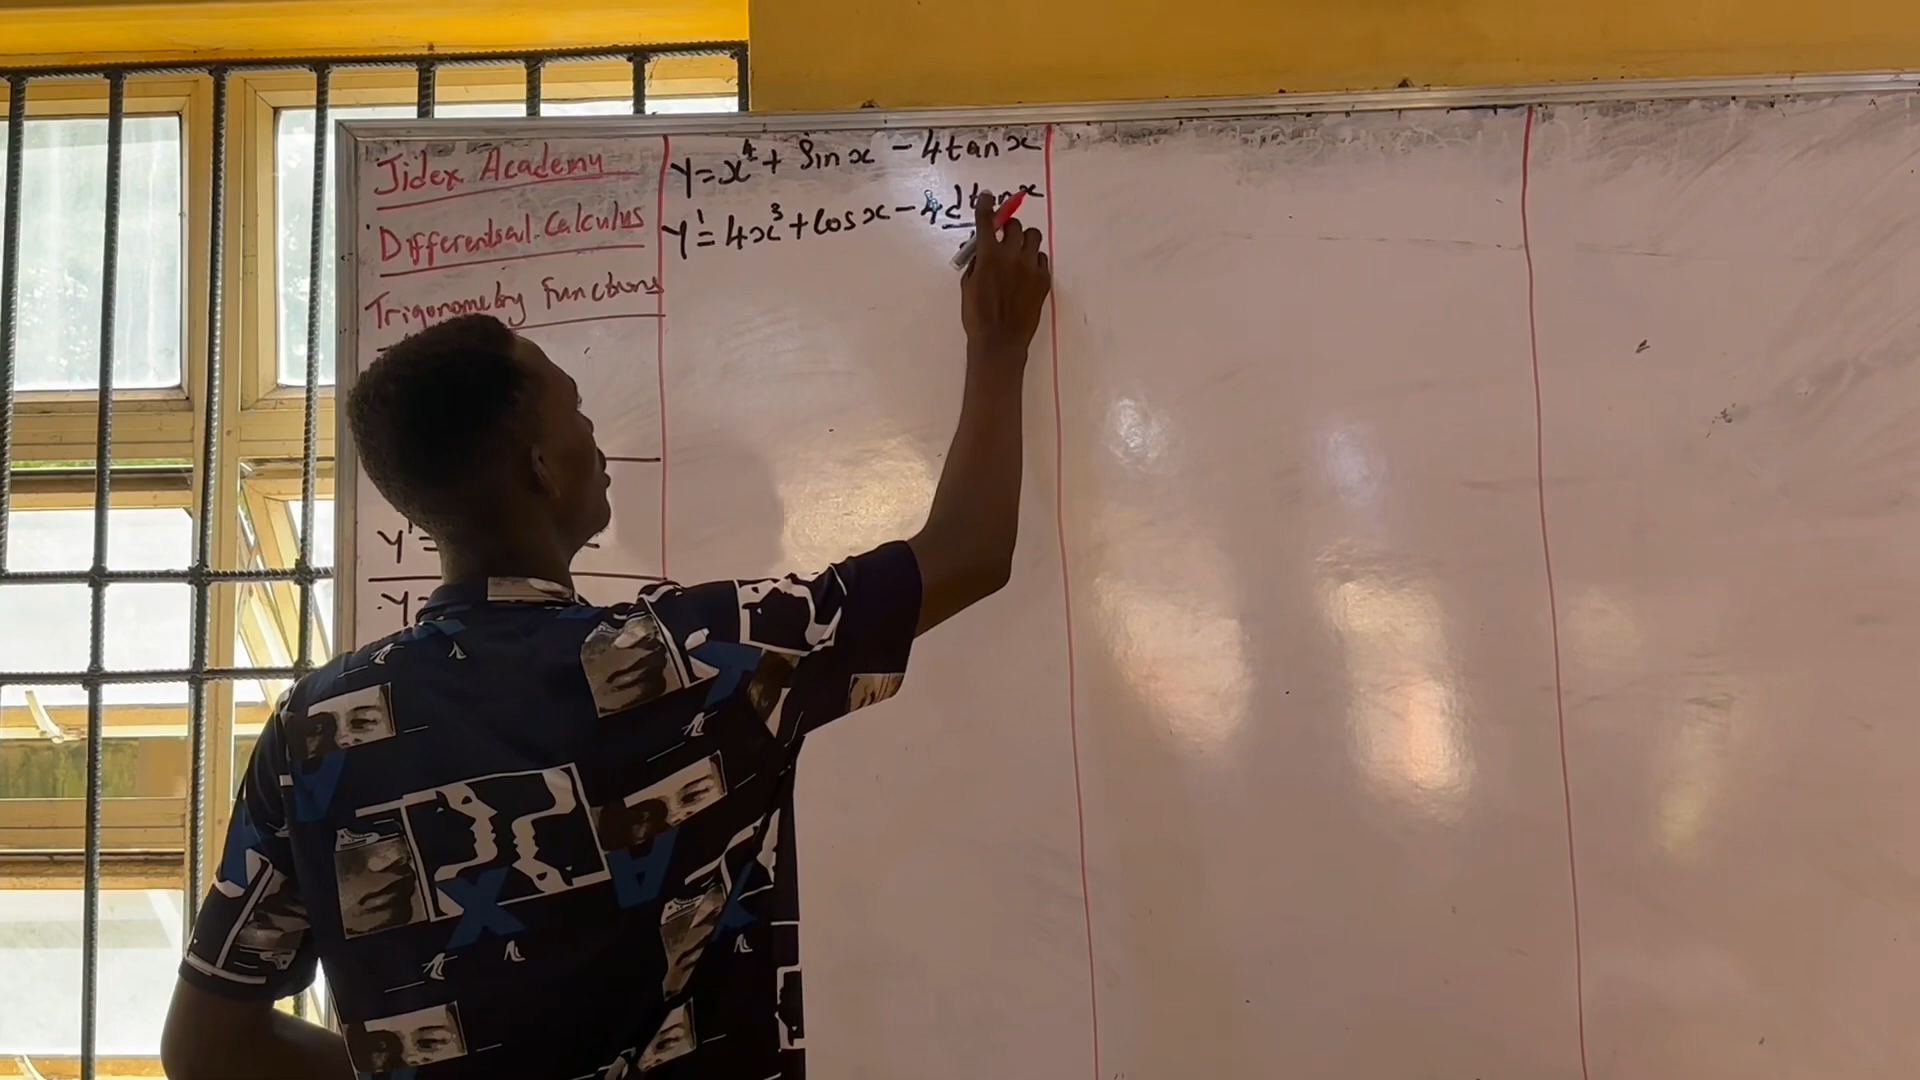 Jidex Academy
Differential Calculus
Trigonometry Functions
y' =
y =
y = x⁴ + Sin x - 4 tan x
y' = 4x³ + Cos x - 4 d tan x